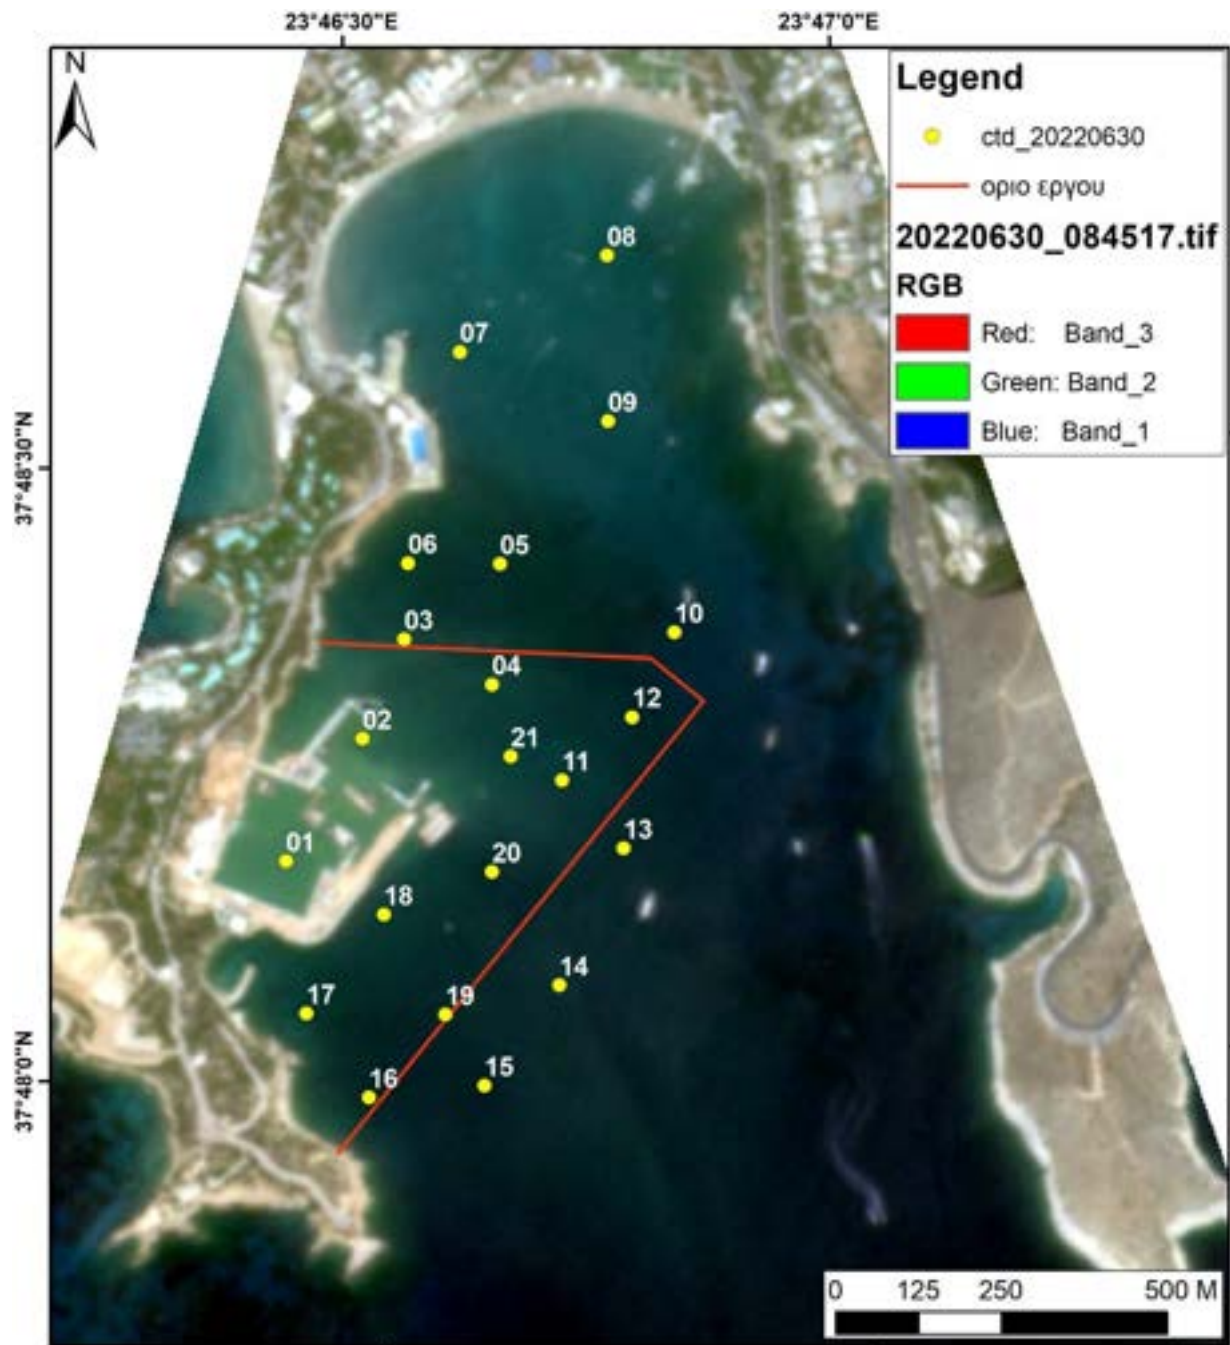 23°46'30"E
23°47'0"E
N
Legend
ctd_20220630
οριο εργου
20220630_084517.tif
RGB
Red: Band_3
Green: Band_2
Blue: Band_1
08
07
09
37°48'30"N
06
05
03
10
04
12
02
21
11
01
13
20
18
14
17
19
37°48'0"N
16
15
0 125 250 500 M